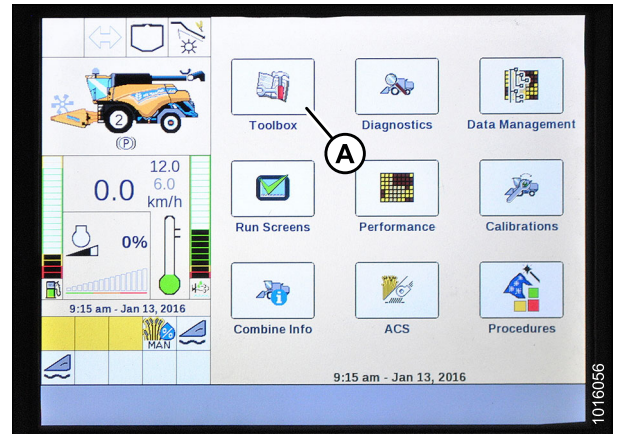 2
(P)
12.0
6.0
0.0
km/h
0%
9:15 am - Jan 13, 2016
MAN
%
Toolbox
Diagnostics
Data Management
A
Run Screens
Performance
Calibrations
Combine Info
ACS
Procedures
9:15 am - Jan 13, 2016
1016056